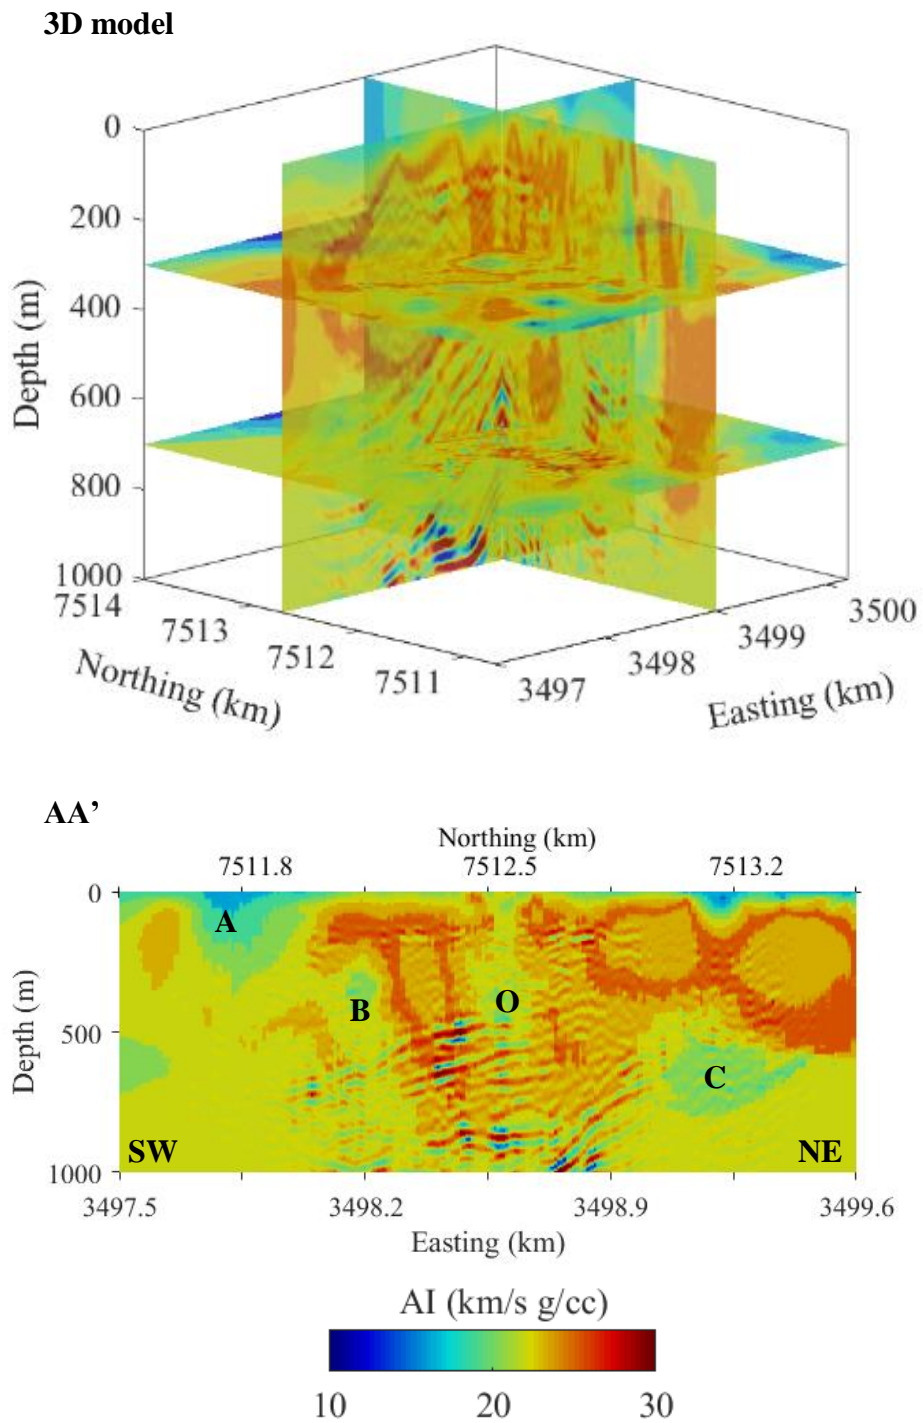 3D model
0
200
400
600
800
1000
Depth (m)
7514
7513
7512
7511
Northing (km)
3497
3498
3499
3500
Easting (km)
AA’
Northing (km)
7511.8 7512.5 7513.2
0
500
1000
Depth (m)
A
B
O
C
SW NE
3497.5 3498.2 3498.9 3499.6
Easting (km)
AI (km/s g/cc)
10 20 30